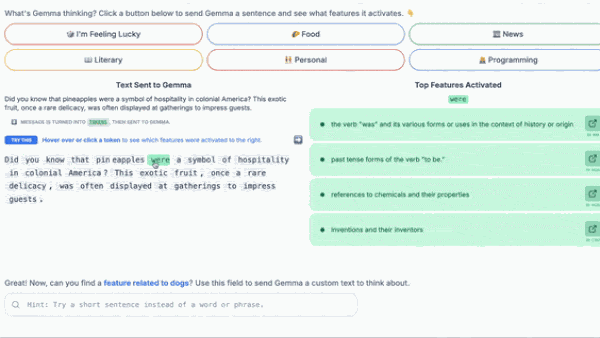 What's Gemma thinking? Click a button below to send Gemma a sentence and see what features it activates. 👇
🎲 I'm Feeling Lucky
🌮 Food
📰 News
📖 Literary
👯 Personal
👩‍💻 Programming
Text Sent to Gemma
Did you know that pineapples were a symbol of hospitality in colonial America? This exotic
fruit, once a rare delicacy, was often displayed at gatherings to impress guests.
MESSAGE IS TURNED INTO TOKENS, THEN SENT TO GEMMA.
TRY THIS Hover over or click a token to see which features were activated to the right.
Did you know that pineapples were a symbol of hospitality
in colonial America? This exotic fruit, once a rare
delicacy, was often displayed at gatherings to impress
guests.
Top Features Activated
were
the verb "was" and its various forms or uses in the context of history or origin
past tense forms of the verb "to be."
references to chemicals and their properties
inventions and their inventors
Great! Now, can you find a feature related to dogs? Use this field to send Gemma a custom text to think about.
Hint: Try a short sentence instead of a word or phrase.